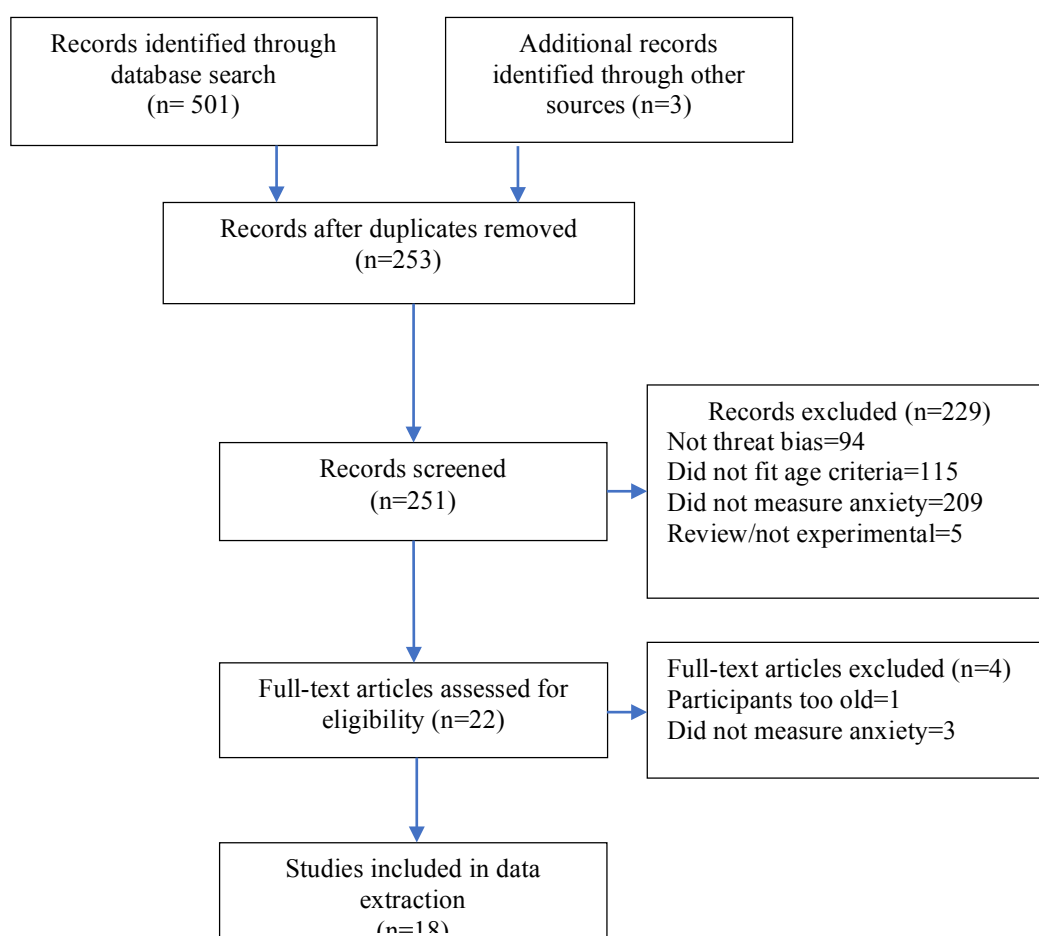 Records identified through
database search
(n= 501)
Additional records
identified through other
sources (n=3)
Records after duplicates removed
(n=253)
Records screened
(n=251)
Records excluded (n=229)
Not threat bias=94
Did not fit age criteria=115
Did not measure anxiety=209
Review/not experimental=5
Full-text articles assessed for
eligibility (n=22)
Full-text articles excluded (n=4)
Participants too old=1
Did not measure anxiety=3
Studies included in data
extraction
(n=18)